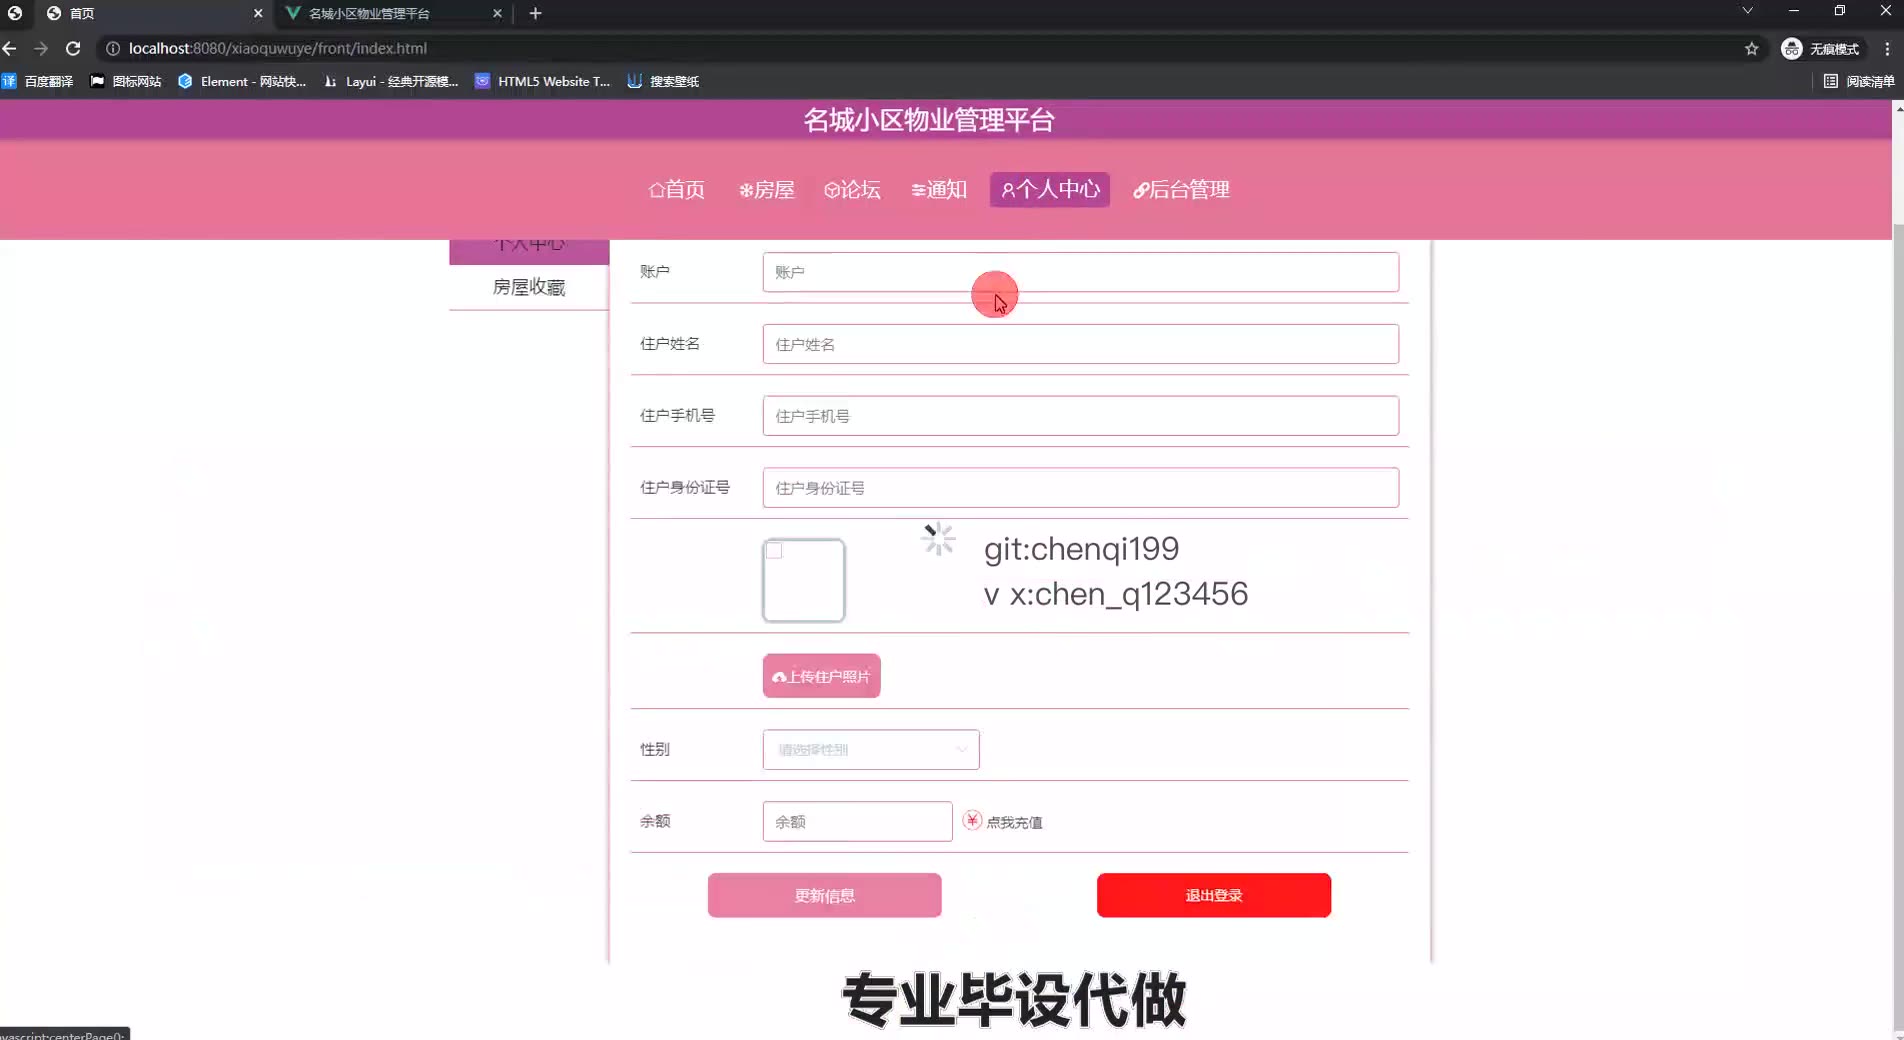 首页
名城小区物业管理平台
localhost:8080/xiaoquwuye/front/index.html
无痕模式
百度翻译
图标网站
Element - 网站快...
Layui - 经典开源模...
HTML5 Website T...
搜索壁纸
阅读清单
名城小区物业管理平台
首页
房屋
论坛
通知
个人中心
后台管理
个人中心
房屋收藏
账户
账户
住户姓名
住户姓名
住户手机号
住户手机号
住户身份证号
住户身份证号
git:chenqi199
v x:chen_q123456
上传住户照片
性别
请选择性别
余额
余额
点我充值
更新信息
退出登录
专业毕设代做
vascript:centerPage();